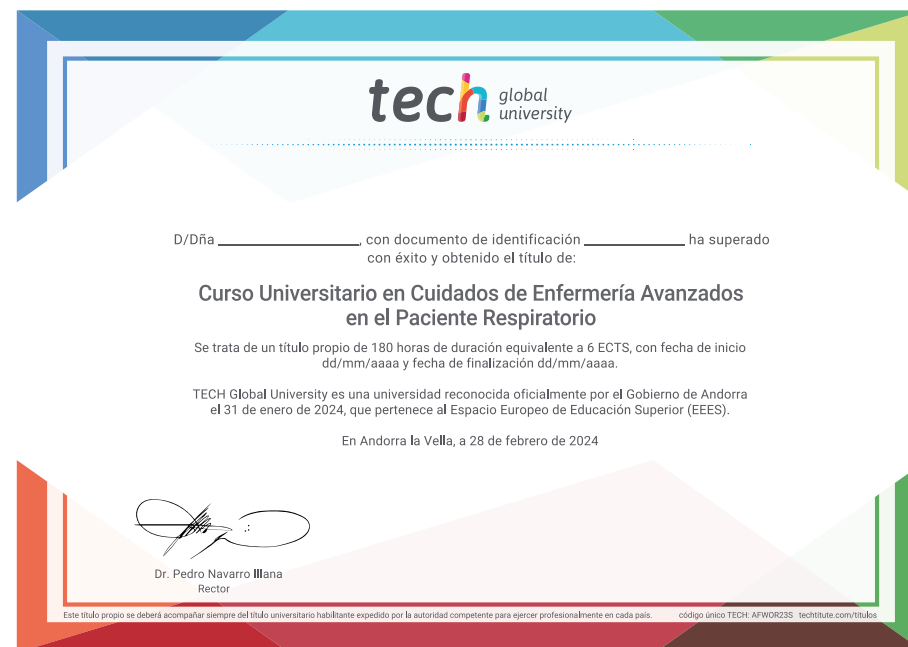 tech global university
D/Dña ____________, con documento de identificación ____________ ha superado
con éxito y obtenido el título de:
Curso Universitario en Cuidados de Enfermería Avanzados
en el Paciente Respiratorio
Se trata de un título propio de 180 horas de duración equivalente a 6 ECTS, con fecha de inicio
dd/mm/aaaa y fecha de finalización dd/mm/aaaa.
TECH Global University es una universidad reconocida oficialmente por el Gobierno de Andorra
el 31 de enero de 2024, que pertenece al Espacio Europeo de Educación Superior (EEES).
En Andorra la Vella, a 28 de febrero de 2024
Dr. Pedro Navarro Illana
Rector
Este título propio se deberá acompañar siempre del título universitario habilitante expedido por la autoridad competente para ejercer profesionalmente en cada país. código único TECH: AFWOR23S techtitute.com/titulos